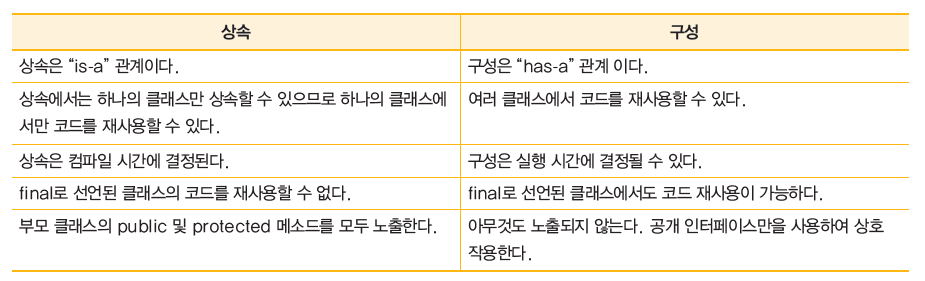 상속
구성
상속은 “is-a” 관계이다.
구성은 “has-a” 관계 이다.
상속에서는 하나의 클래스만 상속할 수 있으므로 하나의 클래스에
서만 코드를 재사용할 수 있다.
여러 클래스에서 코드를 재사용할 수 있다.
상속은 컴파일 시간에 결정된다.
구성은 실행 시간에 결정될 수 있다.
final로 선언된 클래스의 코드를 재사용할 수 없다.
final로 선언된 클래스에서도 코드 재사용이 가능하다.
부모 클래스의 public 및 protected 메소드를 모두 노출한다.
아무것도 노출되지 않는다. 공개 인터페이스만을 사용하여 상호
작용한다.